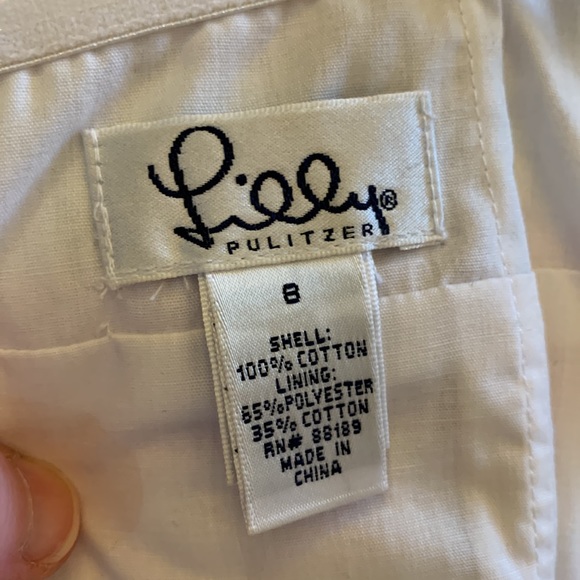 Lilly®
PULITZER
8
SHELL:
100% COTTON
LINING:
65% POLYESTER
35% COTTON
RN# 88189
MADE IN
CHINA